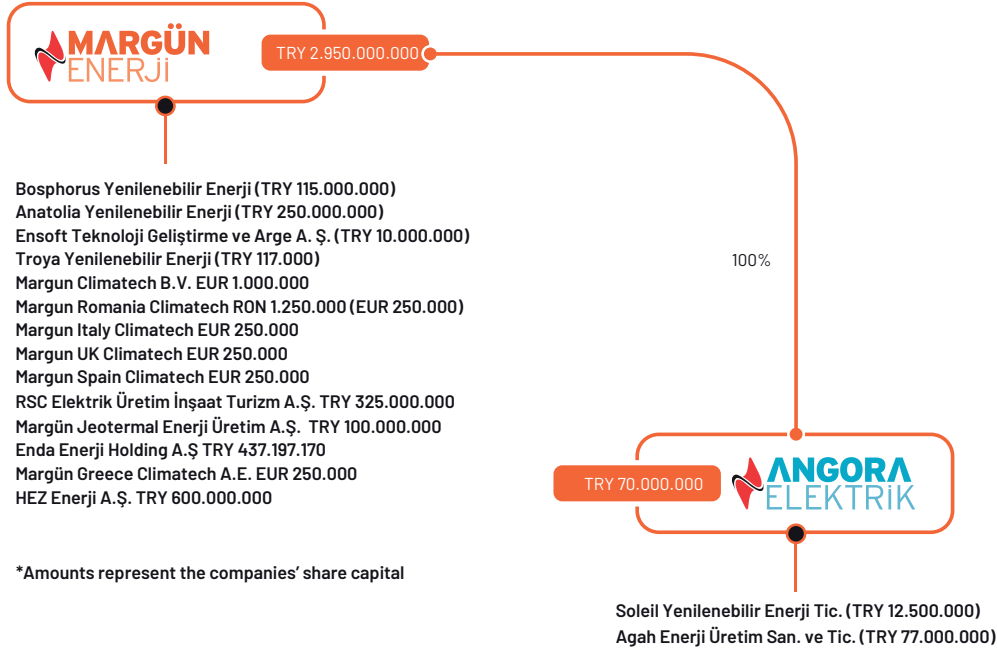 MARGÜN
ENERJİ
TRY 2.950.000.000
Bosphorus Yenilenebilir Enerji (TRY 115.000.000)
Anatolia Yenilenebilir Enerji (TRY 250.000.000)
Ensoft Teknoloji Geliştirme ve Arge A. Ş. (TRY 10.000.000)
Troya Yenilenebilir Enerji (TRY 117.000)
Margun Climatech B.V. EUR 1.000.000
Margun Romania Climatech RON 1.250.000 (EUR 250.000)
Margun Italy Climatech EUR 250.000
Margun UK Climatech EUR 250.000
Margun Spain Climatech EUR 250.000
RSC Elektrik Üretim İnşaat Turizm A.Ş. TRY 325.000.000
Margün Jeotermal Enerji Üretim A.Ş. TRY 100.000.000
Enda Enerji Holding A.Ş TRY 437.197.170
Margün Greece Climatech A.E. EUR 250.000
HEZ Enerji A.Ş. TRY 600.000.000
*Amounts represent the companies’ share capital
100%
TRY 70.000.000
ANGORA
ELEKTRİK
Soleil Yenilenebilir Enerji Tic. (TRY 12.500.000)
Agah Enerji Üretim San. ve Tic. (TRY 77.000.000)